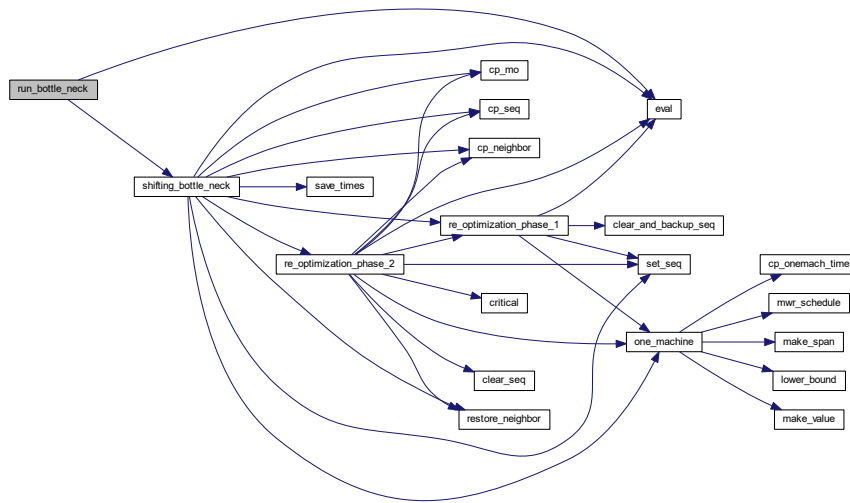 run_bottle_neck
shifting_bottle_neck
cp_mo
cp_seq
cp_neighbor
save_times
eval
re_optimization_phase_1
re_optimization_phase_2
clear_and_backup_seq
set_seq
critical
clear_seq
restore_neighbor
one_machine
cp_onemach_time
mwr_schedule
make_span
lower_bound
make_value